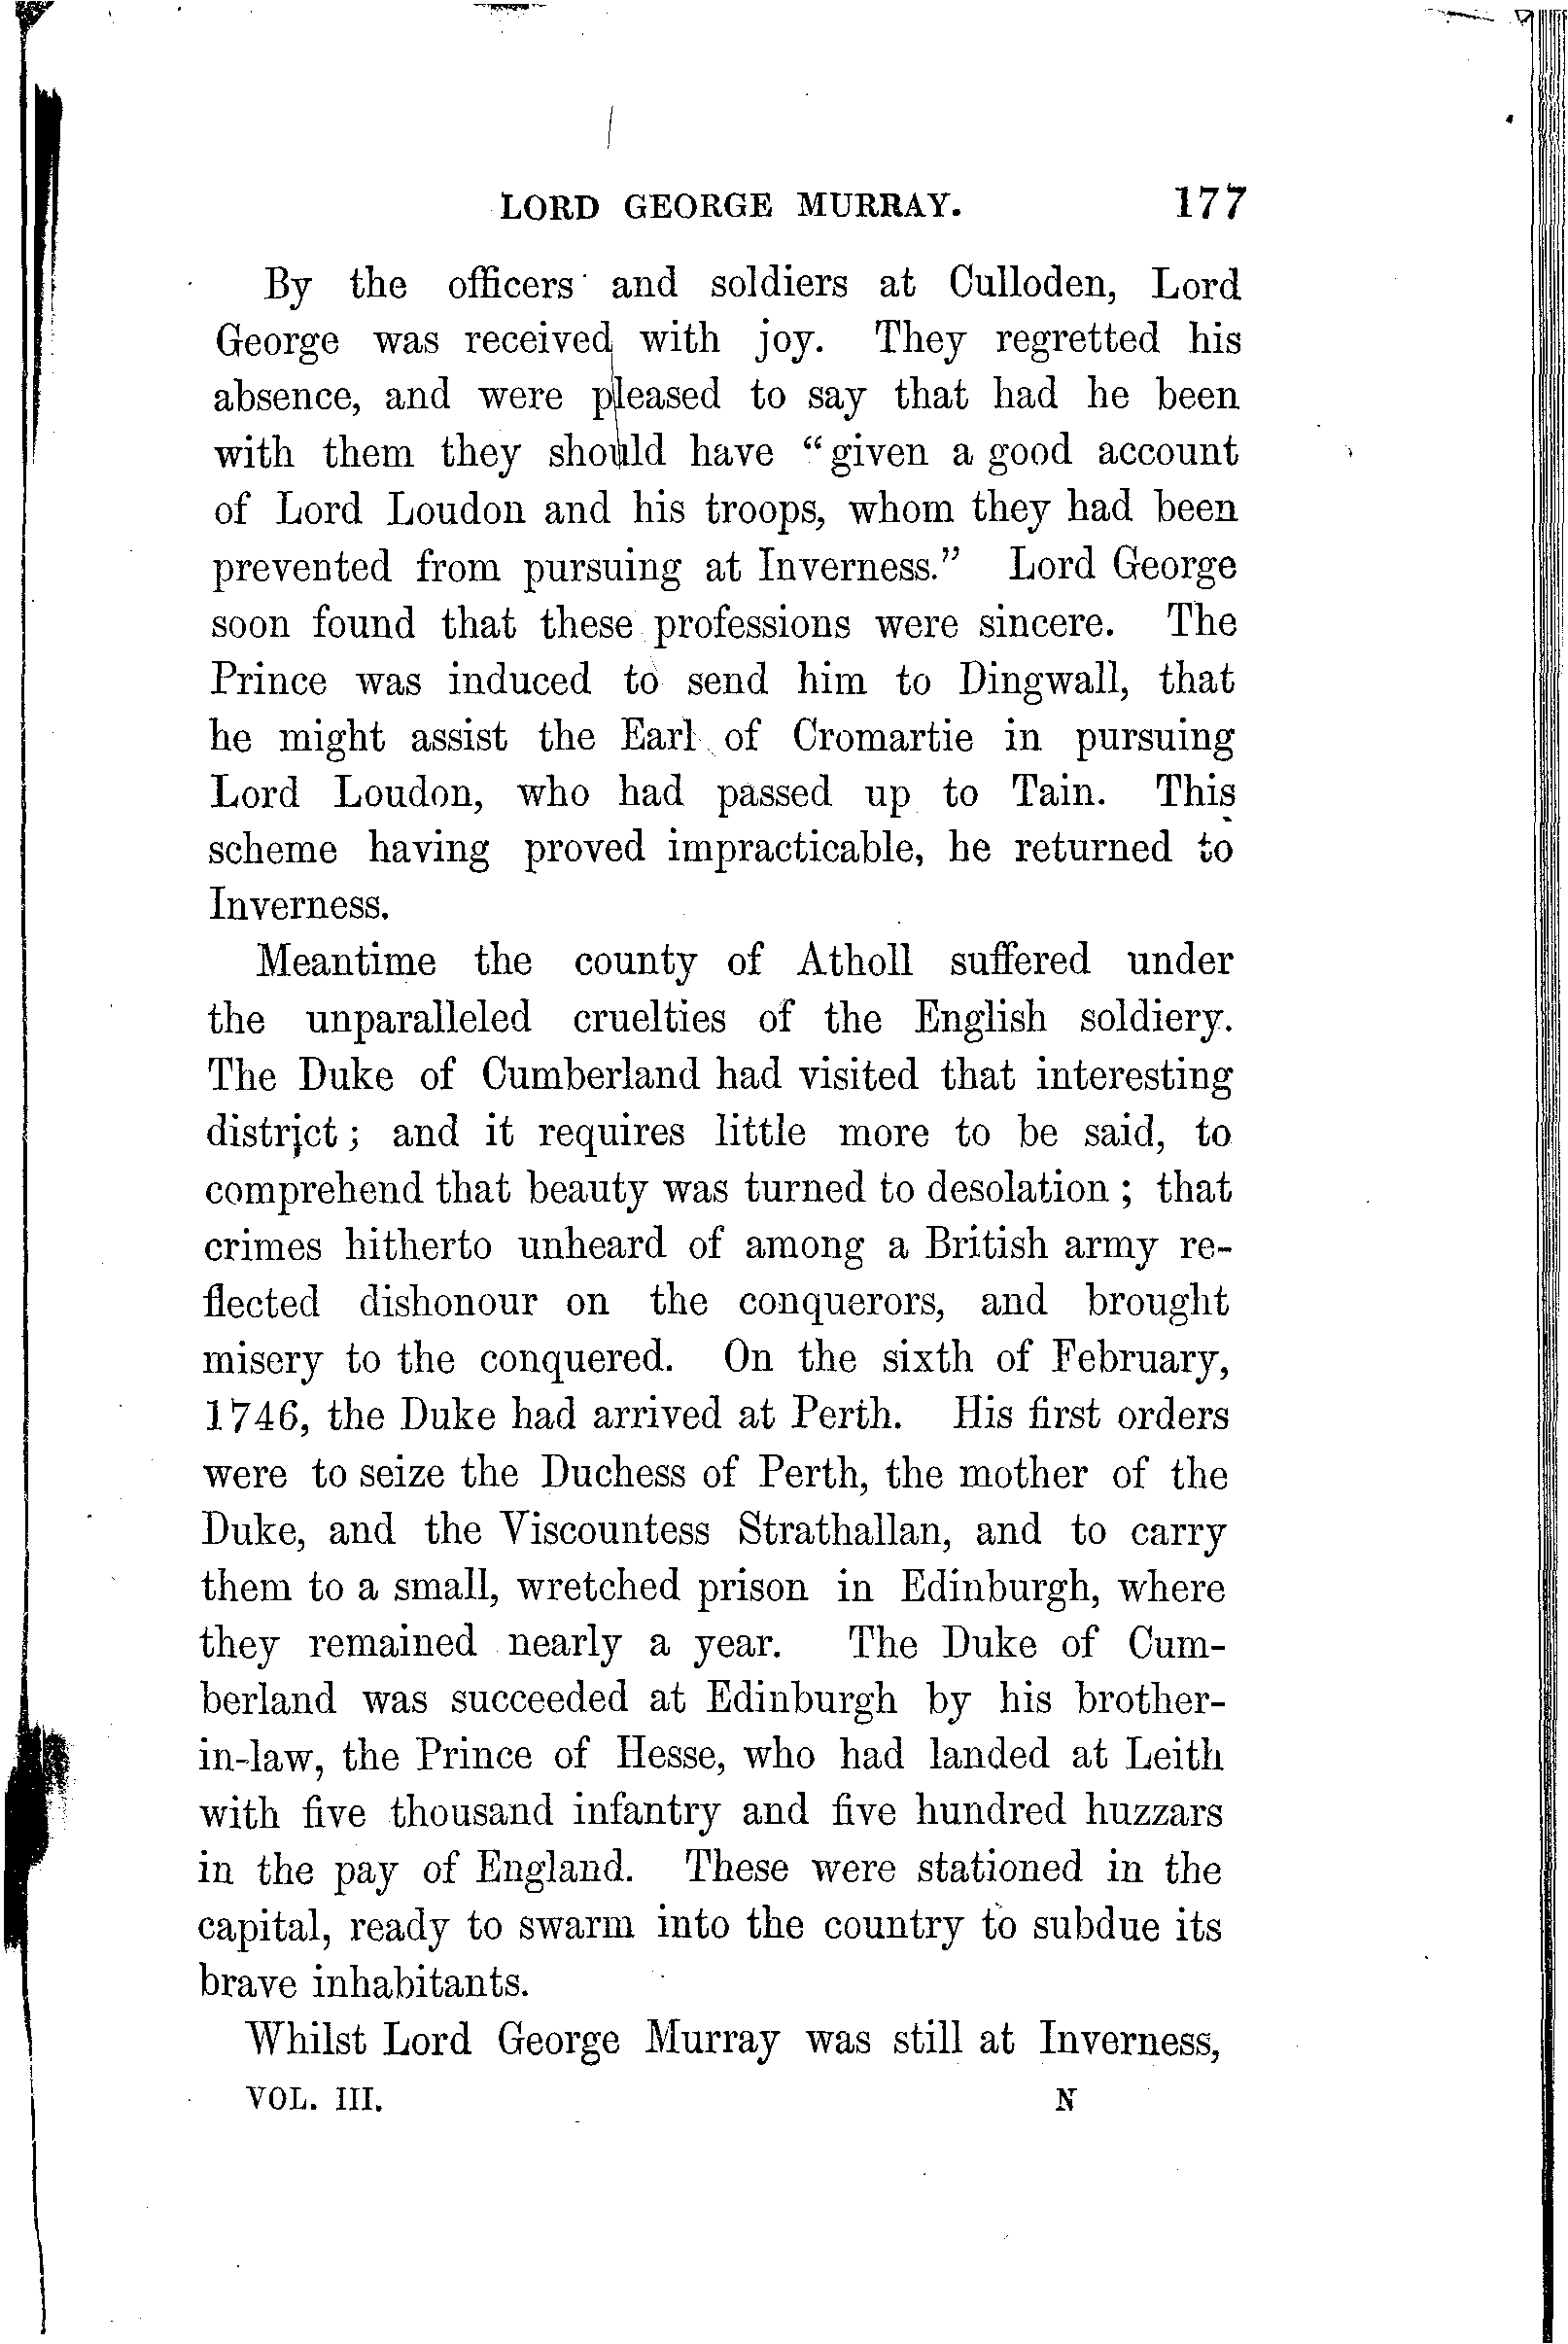 LORD GEORGE MURRAY. 177
By the officers and soldiers at Culloden, Lord
George was received with joy. They regretted his
absence, and were pleased to say that had he been
with them they should have “given a good account
of Lord Loudon and his troops, whom they had been
prevented from pursuing at Inverness.” Lord George
soon found that these professions were sincere. The
Prince was induced to send him to Dingwall, that
he might assist the Earl of Cromartie in pursuing
Lord Loudon, who had passed up to Tain. This
scheme having proved impracticable, he returned to
Inverness.
Meantime the county of Atholl suffered under
the unparalleled cruelties of the English soldiery.
The Duke of Cumberland had visited that interesting
district; and it requires little more to be said, to
comprehend that beauty was turned to desolation; that
crimes hitherto unheard of among a British army re-
flected dishonour on the conquerors, and brought
misery to the conquered. On the sixth of February,
1746, the Duke had arrived at Perth. His first orders
were to seize the Duchess of Perth, the mother of the
Duke, and the Viscountess Strathallan, and to carry
them to a small, wretched prison in Edinburgh, where
they remained nearly a year. The Duke of Cum-
berland was succeeded at Edinburgh by his brother-
in-law, the Prince of Hesse, who had landed at Leith
with five thousand infantry and five hundred huzzars
in the pay of England. These were stationed in the
capital, ready to swarm into the country to subdue its
brave inhabitants.
Whilst Lord George Murray was still at Inverness,
VOL. III. N